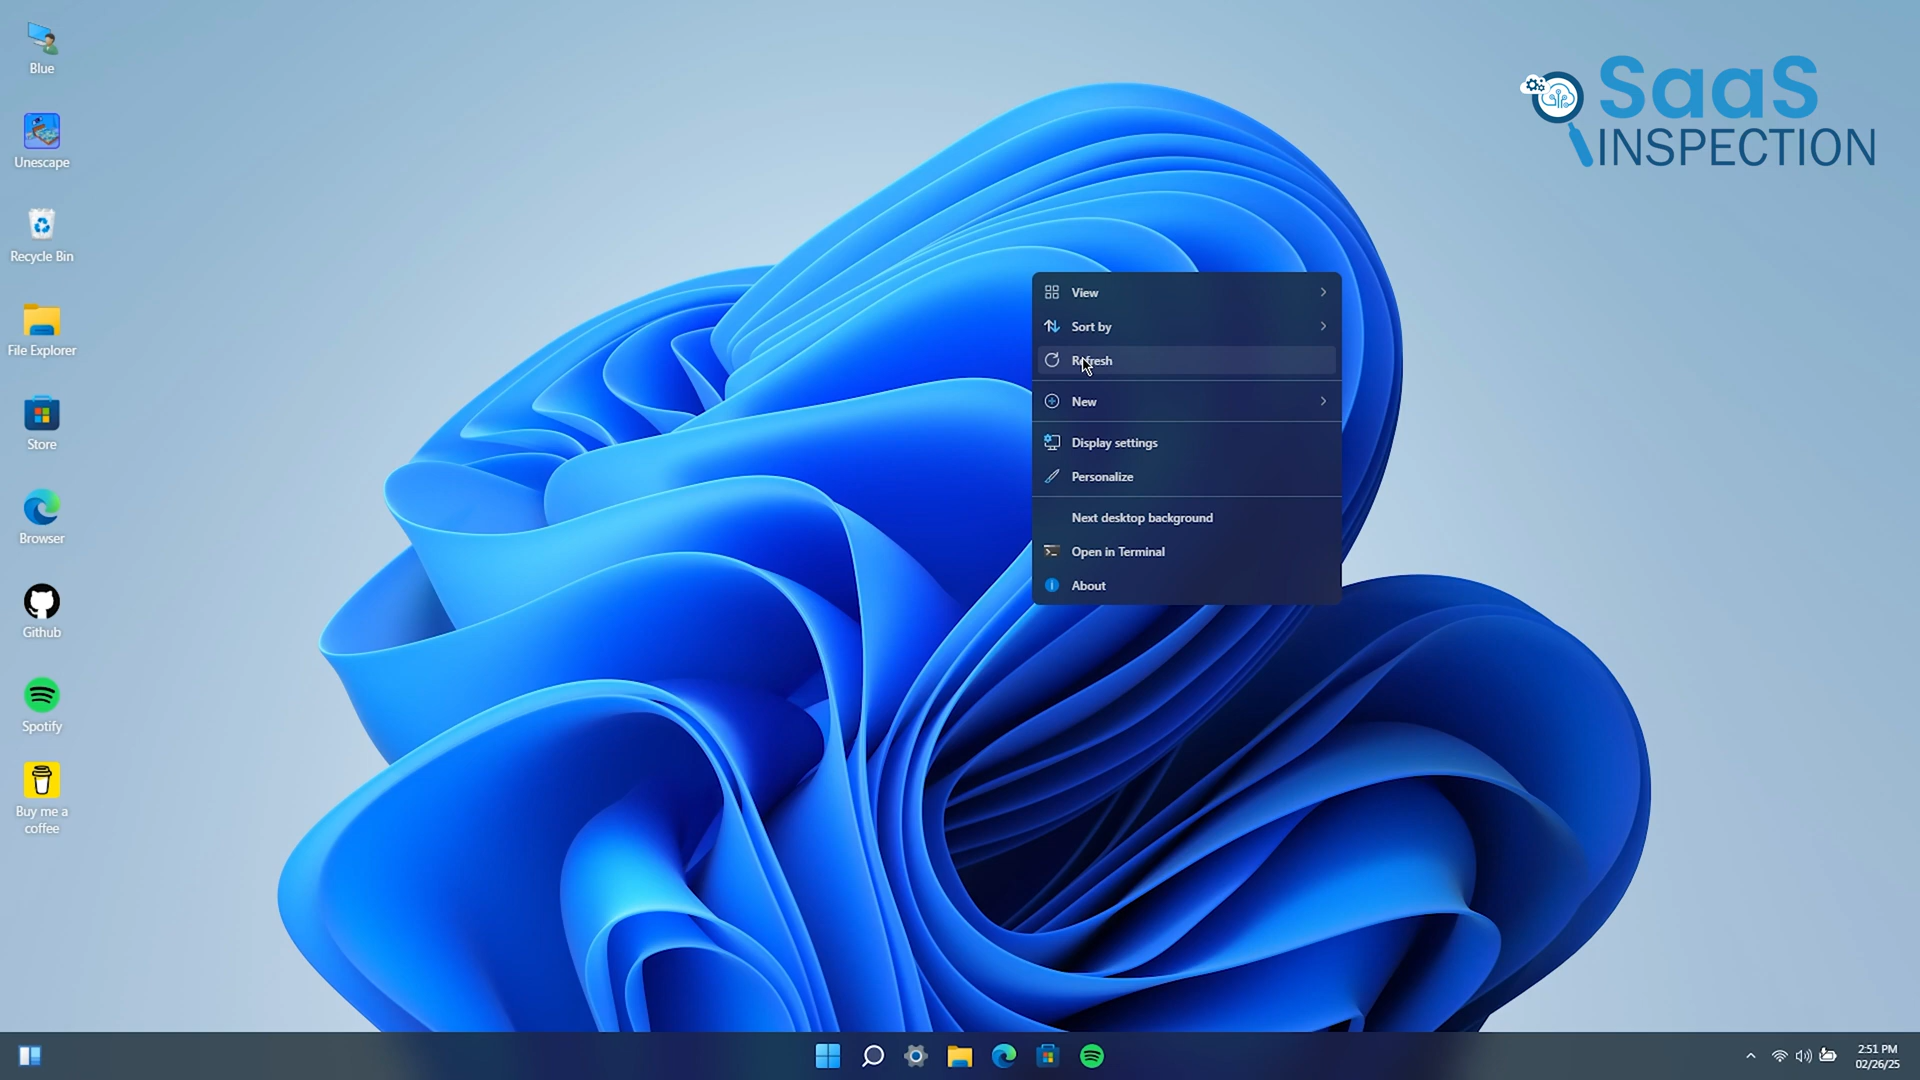 Blue
Unescape
Recycle Bin
File Explorer
Store
Browser
Github
Spotify
Buy me a
coffee
SaaS
INSPECTION
View
Sort by
Refresh
New
Display settings
Personalize
Next desktop background
Open in Terminal
About
2:51 PM
02/26/25